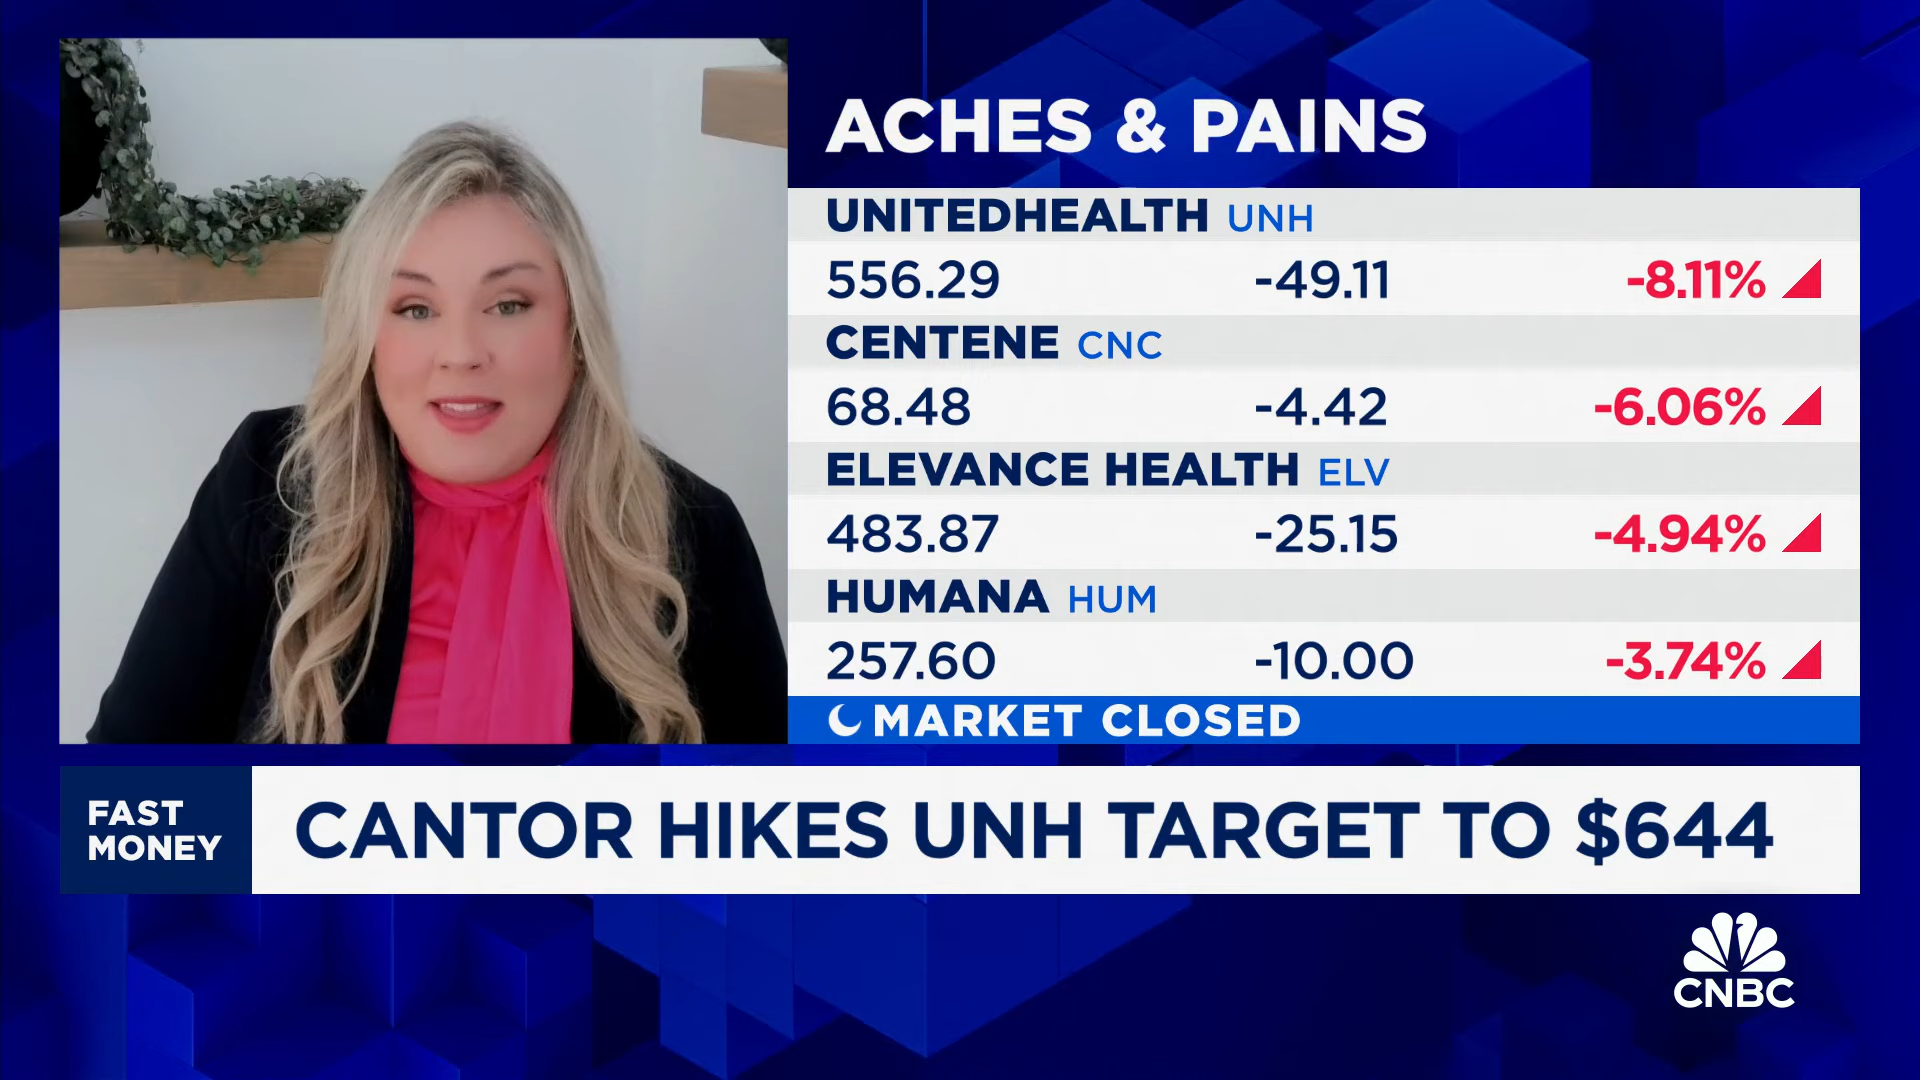 ACHES & PAINS
UNITEDHEALTH UNH
556.29 -49.11 -8.11%
CENTENE CNC
68.48 -4.42 -6.06%
ELEVANCE HEALTH ELV
483.87 -25.15 -4.94%
HUMANA HUM
257.60 -10.00 -3.74%
MARKET CLOSED
FAST
MONEY
CANTOR HIKES UNH TARGET TO $644
CNBC